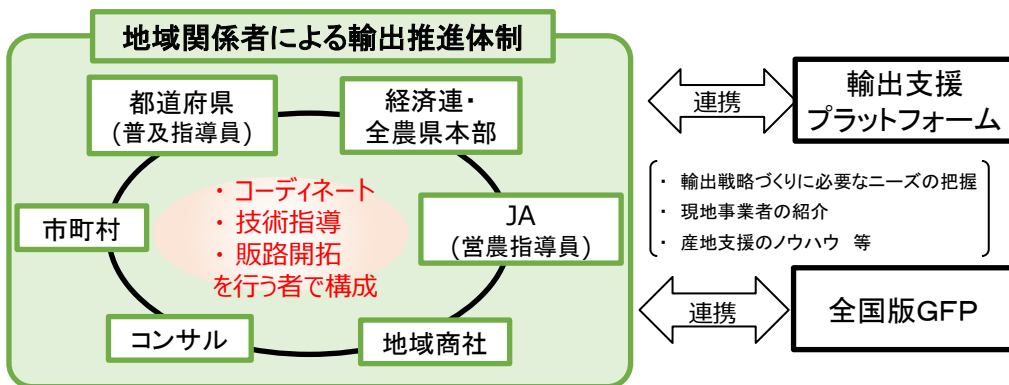 地域関係者による輸出推進体制
都道府県
(普及指導員)
経済連・
全農県本部
市町村
・ コーディネート
・ 技術指導
・ 販路開拓
を行う者で構成
JA
(営農指導員)
コンサル
地域商社
連携
輸出支援
プラットフォーム
・ 輸出戦略づくりに必要なニーズの把握
・ 現地事業者の紹介
・ 産地支援のノウハウ 等
連携
全国版GFP